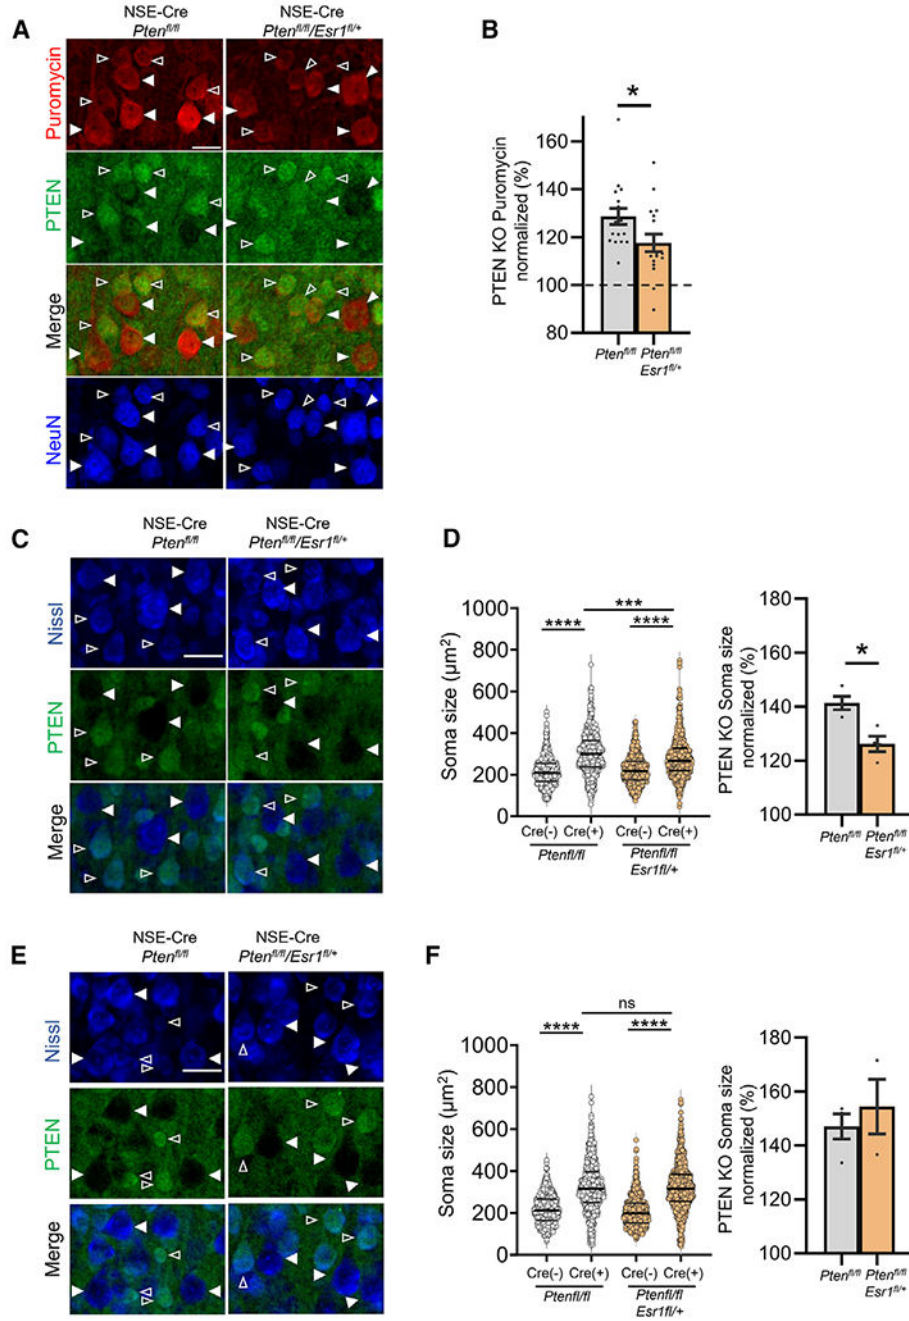 A
NSE-Cre
Pten^fl/fl
NSE-Cre
Pten^fl/fl/Esr1^fl/+
Puromycin
PTEN
Merge
NeuN
B
*
PTEN KO Puromycin
normalized (%)
160
140
120
100
80
Pten^fl/fl
Pten^fl/fl
Esr1^fl/+
C
NSE-Cre
Pten^fl/fl
NSE-Cre
Pten^fl/fl/Esr1^fl/+
Nissl
PTEN
Merge
D
Soma size (µm²)
1000
800
600
400
200
0
****
***
****
Cre(-) Cre(+) Cre(-) Cre(+)
Ptenfl/fl
Ptenfl/fl
Esr1fl/+
PTEN KO Soma size
normalized (%)
180
160
140
120
100
*
Pten^fl/fl
Pten^fl/fl
Esr1^fl/+
E
NSE-Cre
Pten^fl/fl
NSE-Cre
Pten^fl/fl/Esr1^fl/+
Nissl
PTEN
Merge
F
Soma size (µm²)
1000
800
600
400
200
0
****
ns
****
Cre(-) Cre(+) Cre(-) Cre(+)
Ptenfl/fl
Ptenfl/fl
Esr1fl/+
PTEN KO Soma size
normalized (%)
180
160
140
120
100
Pten^fl/fl
Pten^fl/fl
Esr1^fl/+